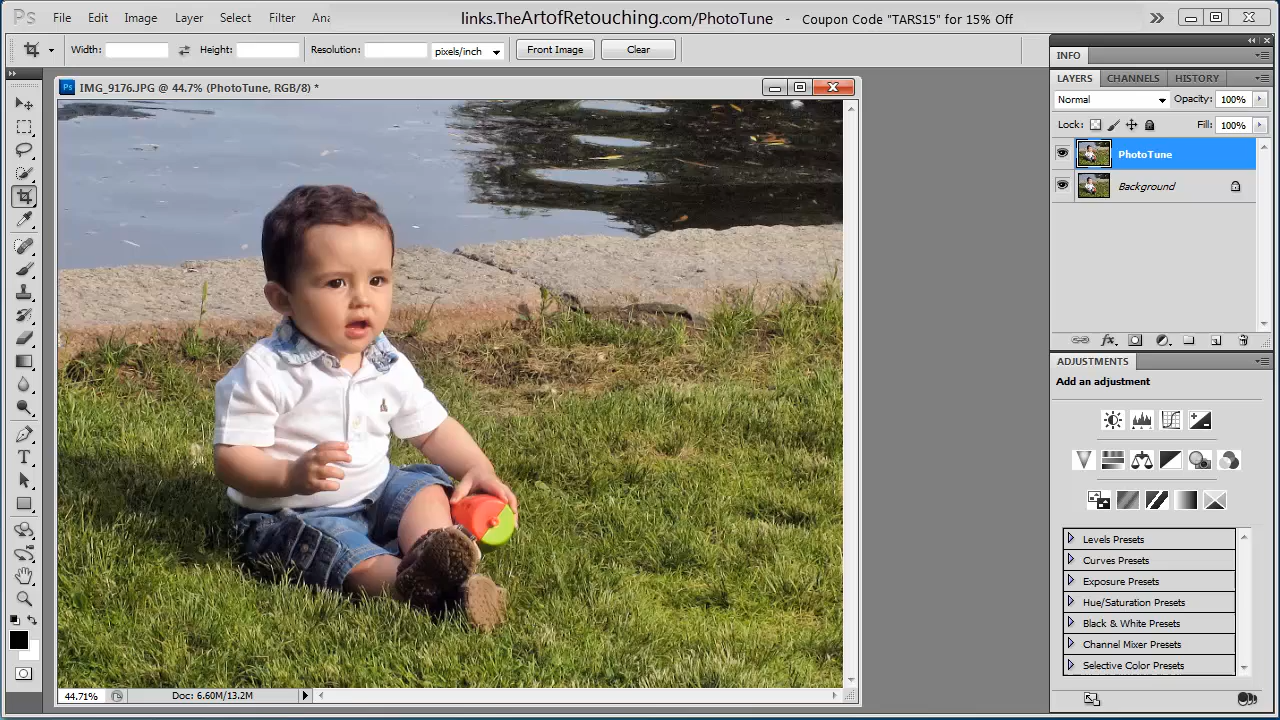 Ps File Edit Image Layer Select Filter Ana links.TheArtofRetouching.com/PhotoTune - Coupon Code "TARS15" for 15% Off
Width: Height: Resolution: pixels/inch Front Image Clear
INFO
LAYERS CHANNELS HISTORY
Ps IMG_9276.JPG @ 44.7% (PhotoTune, RGB/8) *
Normal Opacity: 100%
Lock: Fill: 100%
PhotoTune
Background
fx
ADJUSTMENTS
Add an adjustment
Levels Presets
Curves Presets
Exposure Presets
Hue/Saturation Presets
Black & White Presets
Channel Mixer Presets
Selective Color Presets
44.71% Doc: 6.60M/13.2M